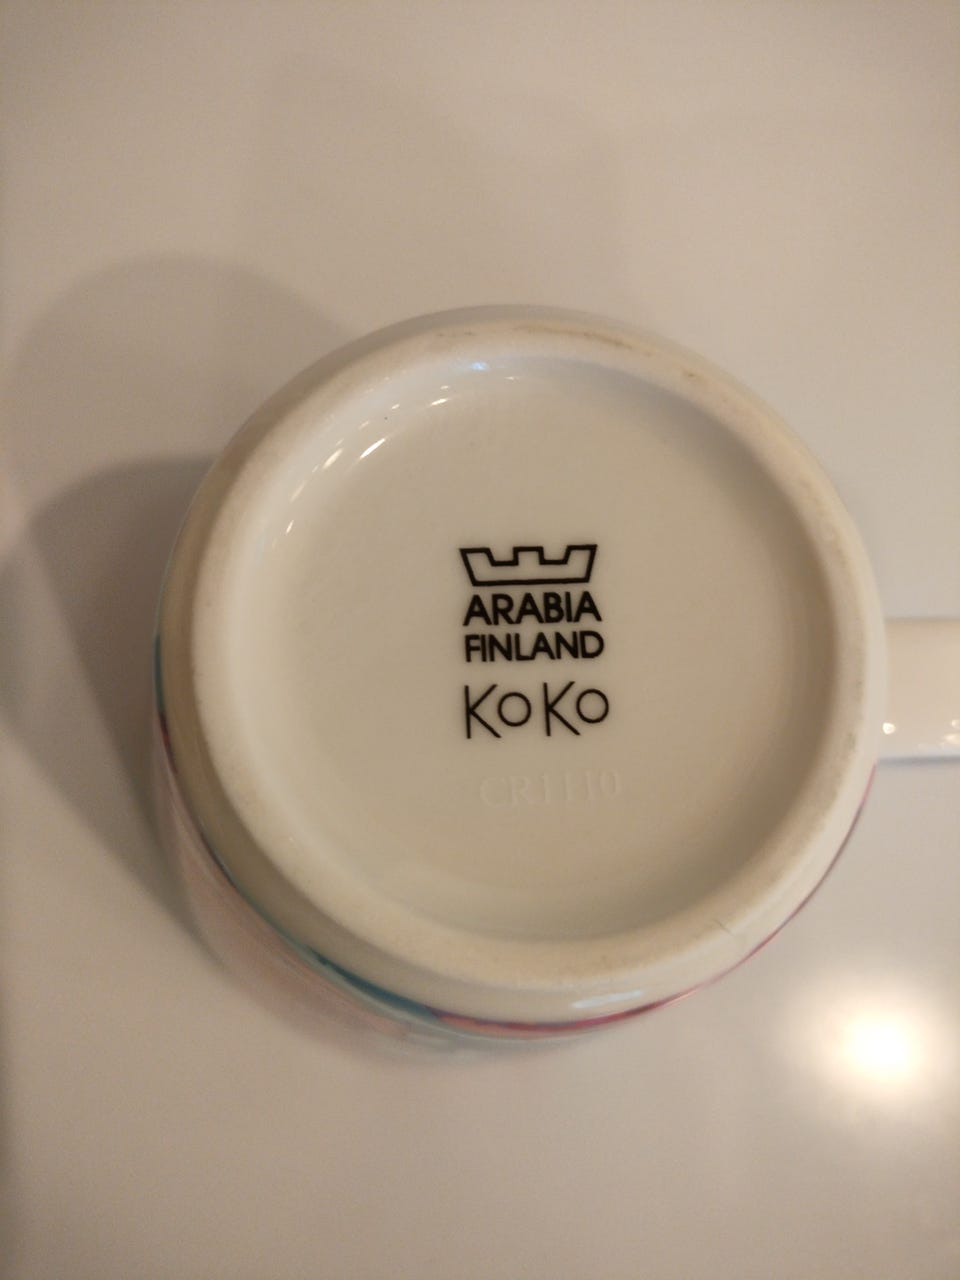 ARABIA
FINLAND
KoKo
CR1110